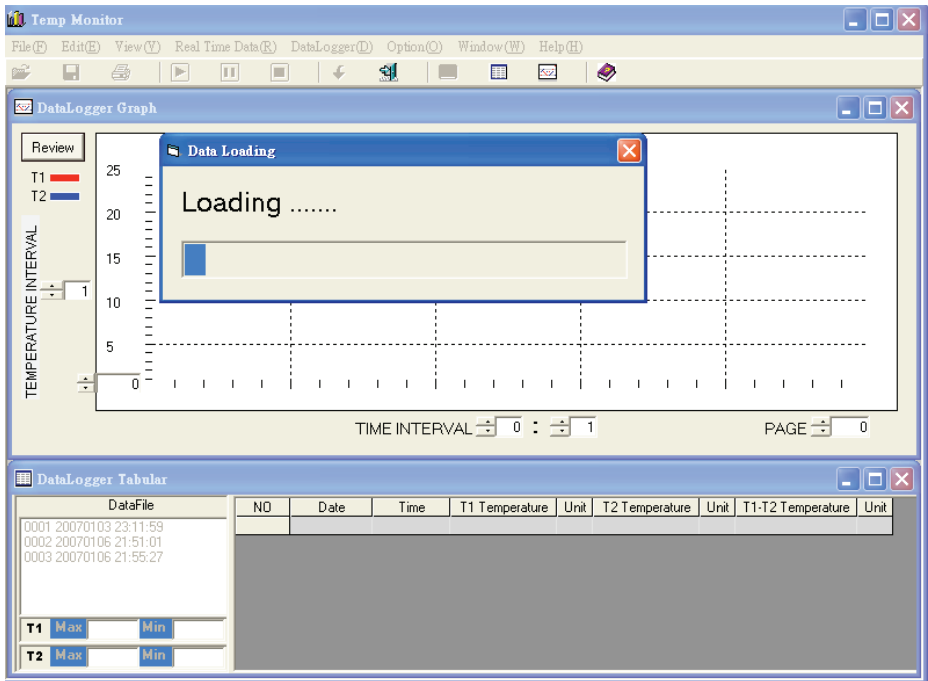 Temp Monitor
File(F) Edit(E) View(V) Real Time Data(R) DataLogger(D) Option(O) Window(W) Help(H)
DataLogger Graph
Review
T1
T2
Data Loading
Loading .......
25
20
15
10
5
0
TEMPERATURE INTERVAL
1
TIME INTERVAL 0 : 1
PAGE 0
DataLogger Tabular
DataFile
0001 20070103 23:11:59
0002 20070106 21:51:01
0003 20070106 21:55:27
T1 Max Min
T2 Max Min
NO Date Time T1 Temperature Unit T2 Temperature Unit T1-T2 Temperature Unit